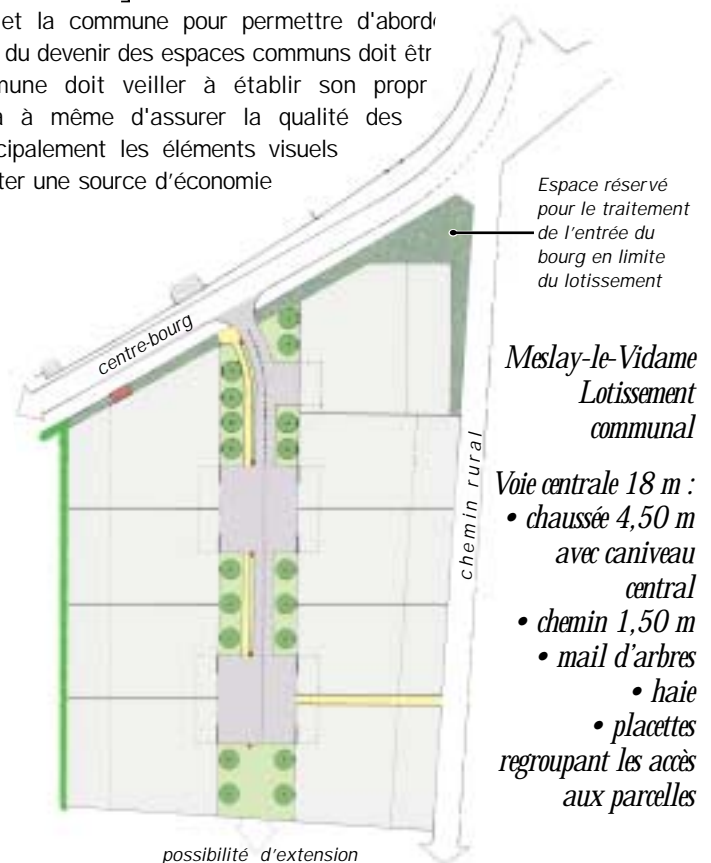 et la commune pour permettre d'abord
du devenir des espaces communs doit êtr
mune doit veiller à établir son propr
à même d'assurer la qualité des
cipalement les éléments visuels
ter une source d'économie
Espace réservé
pour le traitement
de l'entrée du
bourg en limite
du lotissement
centre-bourg
Meslay-le-Vidame
Lotissement
communal
chemin rural
Voie centrale 18 m :
• chaussée 4,50 m
avec caniveau
central
• chemin 1,50 m
• mail d'arbres
• haie
• placettes
regroupant les accès
aux parcelles
possibilité d'extension